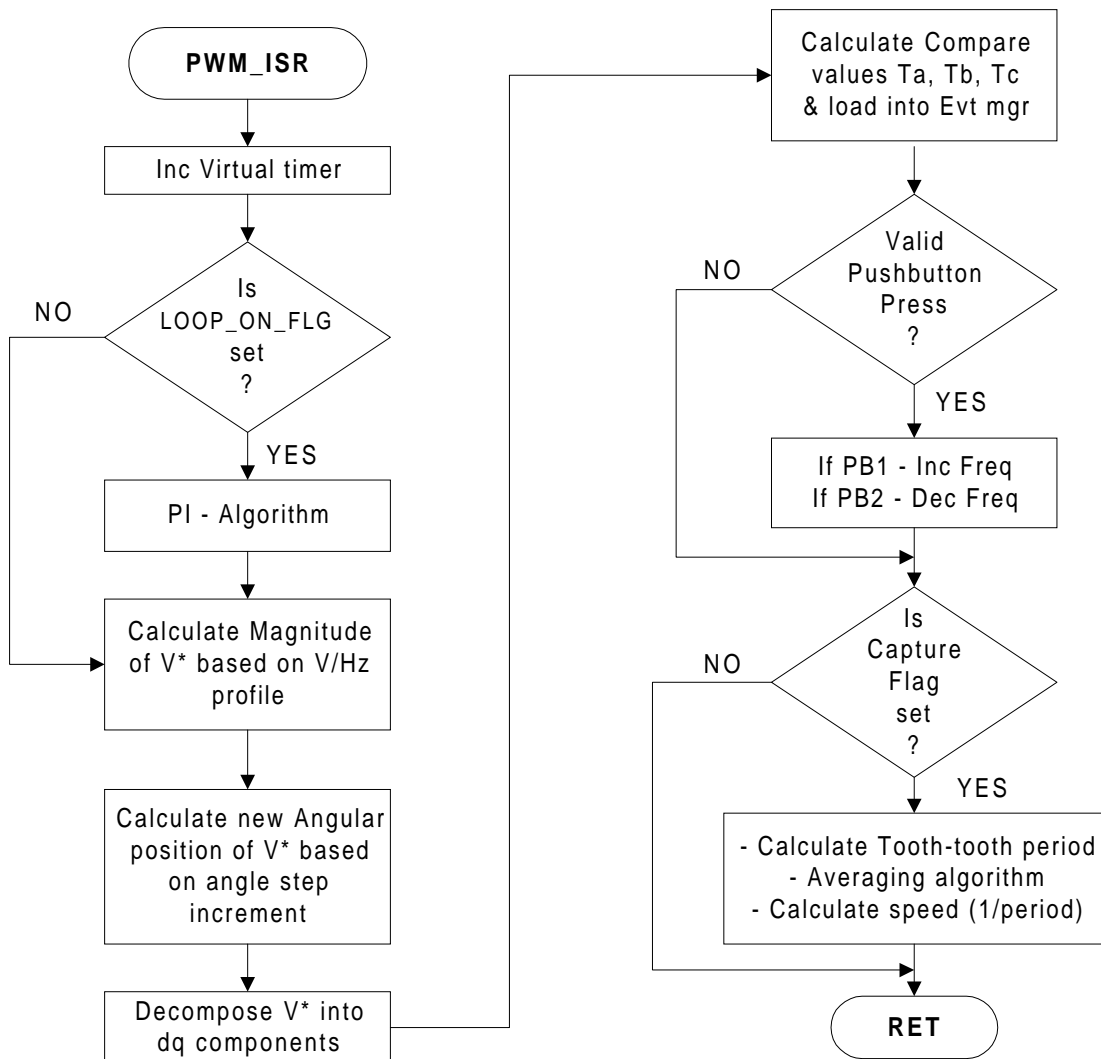 PWM_ISR
Inc Virtual timer
Is
LOOP_ON_FLG
set
?
NO
YES
PI - Algorithm
Calculate Magnitude
of V* based on V/Hz
profile
Calculate new Angular
position of V* based
on angle step
increment
Decompose V* into
dq components
Calculate Compare
values Ta, Tb, Tc
& load into Evt mgr
Valid
Pushbutton
Press
?
NO
YES
If PB1 - Inc Freq
If PB2 - Dec Freq
Is
Capture
Flag
set
?
NO
YES
- Calculate Tooth-tooth period
- Averaging algorithm
- Calculate speed (1/period)
RET